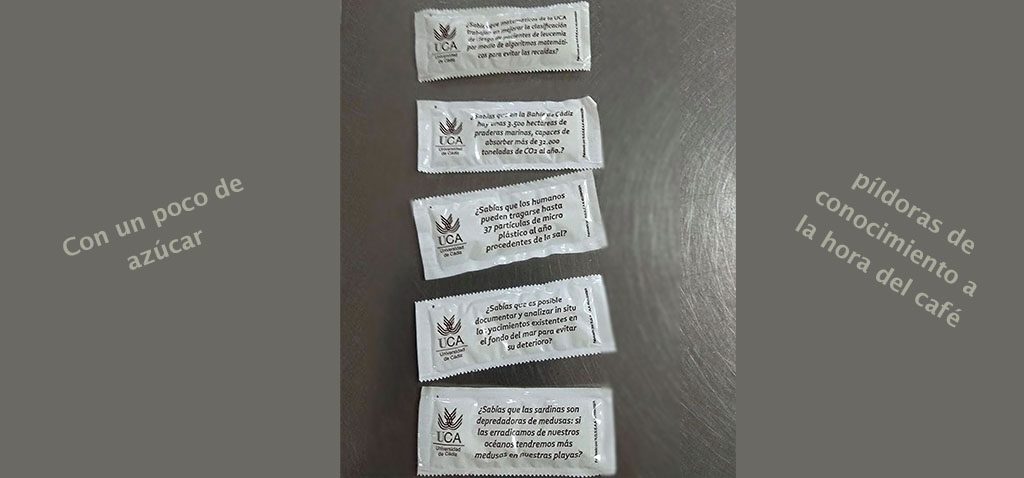 Con un poco de
azúcar
UCA
Universidad
de Cádiz
¿Sabías que matemáticos de la UCA
trabajan en mejorar la clasificación
de riesgo de pacientes de leucemia
por medio de algoritmos matemáti-
cos para evitar las recaídas?
UCA
Universidad
de Cádiz
¿Sabías que en la Bahía de Cádiz
hay unas 3.500 hectáreas de
praderas marinas, capaces de
absorber más de 32.000
toneladas de CO2 al año.?
UCA
Universidad
de Cádiz
¿Sabías que los humanos
pueden tragarse hasta
37 partículas de micro
plástico al año
procedentes de la sal?
UCA
Universidad
de Cádiz
¿Sabías que es posible
documentar y analizar in situ
los yacimientos existentes en
el fondo del mar para evitar
su deterioro?
UCA
Universidad
de Cádiz
¿Sabías que las sardinas son
depredadoras de medusas: si
las erradicamos de nuestros
océanos tendremos más
medusas en nuestras playas?
píldoras de
conocimiento a
la hora del café